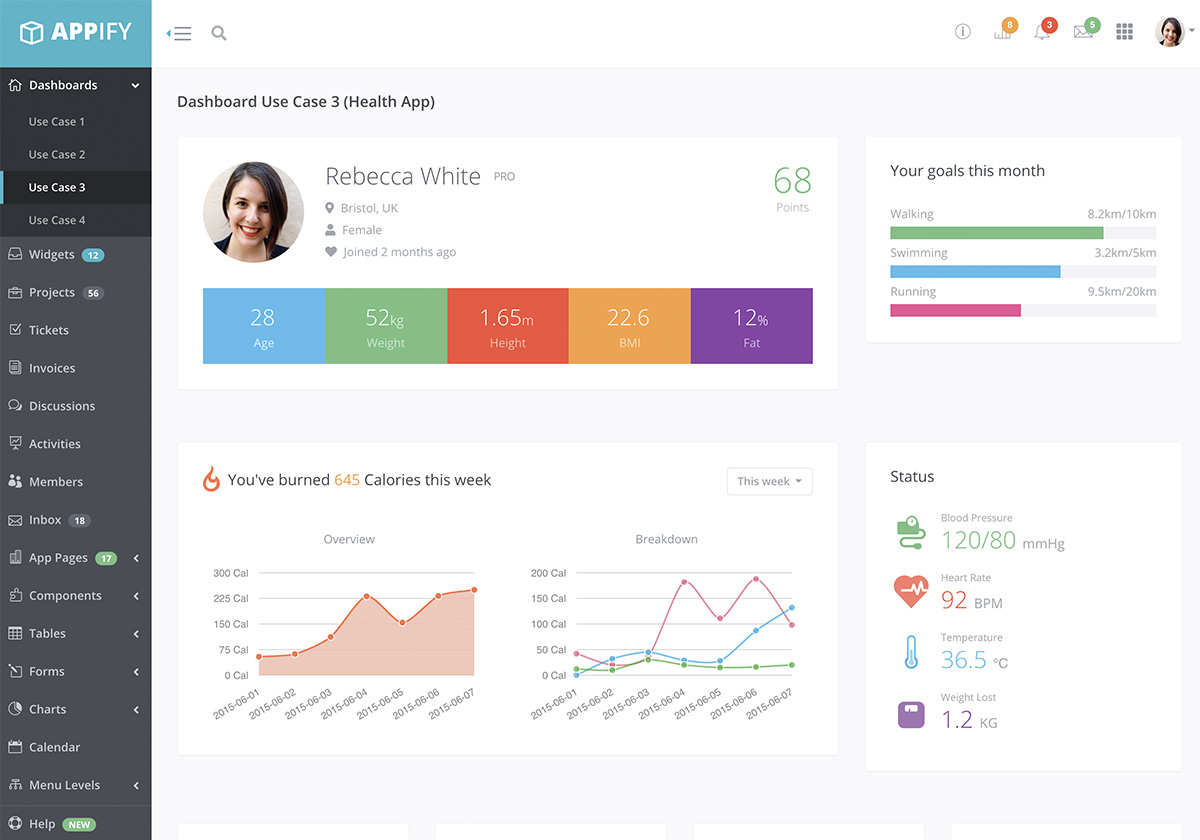 APPIFY
8
3
5
Dashboards
Use Case 1
Use Case 2
Use Case 3
Use Case 4
Widgets 12
Projects 56
Tickets
Invoices
Discussions
Activities
Members
Inbox 18
App Pages 17
Components
Tables
Forms
Charts
Calendar
Menu Levels
Help NEW
Dashboard Use Case 3 (Health App)
Rebecca White PRO
Bristol, UK
Female
Joined 2 months ago
68
Points
28
Age
52kg
Weight
1.65m
Height
22.6
BMI
12%
Fat
Your goals this month
Walking 8.2km/10km
Swimming 3.2km/5km
Running 9.5km/20km
You've burned 645 Calories this week
This week
Overview
300 Cal
225 Cal
150 Cal
75 Cal
0 Cal
2015-06-01 2015-06-02 2015-06-03 2015-06-04 2015-06-05 2015-06-06 2015-06-07
Breakdown
200 Cal
150 Cal
100 Cal
50 Cal
0 Cal
2015-06-01 2015-06-02 2015-06-03 2015-06-04 2015-06-05 2015-06-06 2015-06-07
Status
Blood Pressure
120/80 mmHg
Heart Rate
92 BPM
Temperature
36.5 °C
Weight Lost
1.2 KG